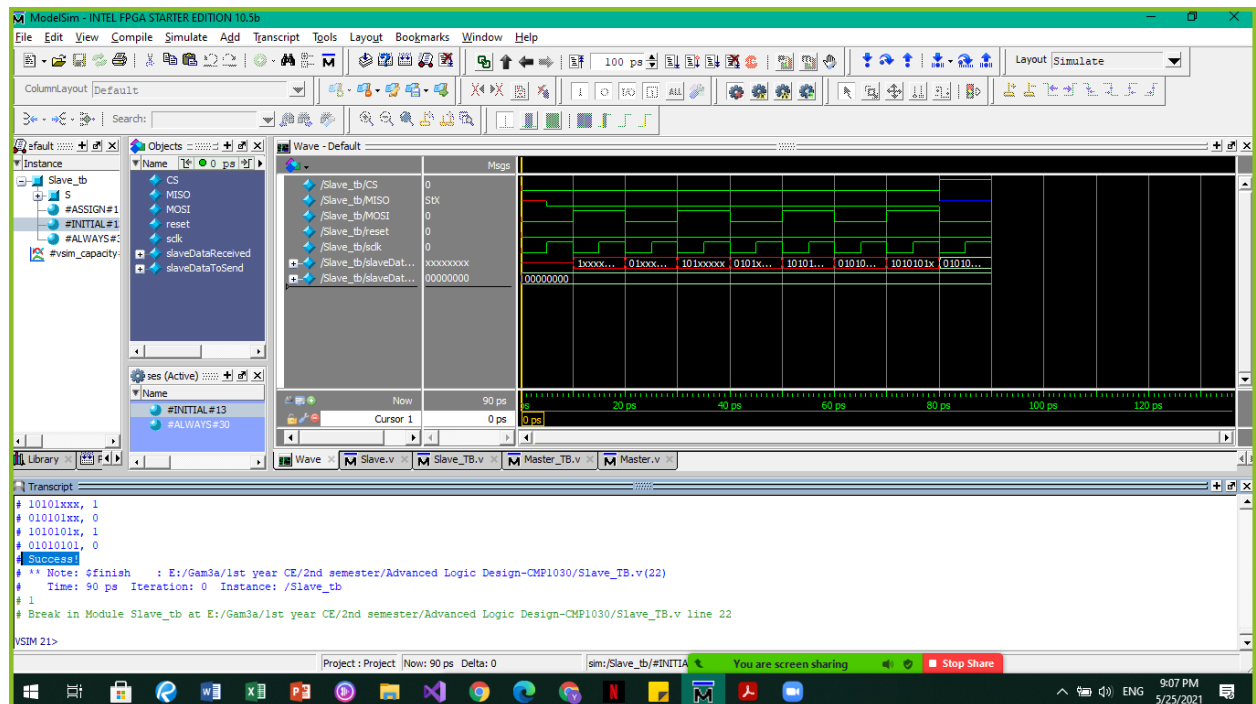 ModelSim - INTEL FPGA STARTER EDITION 10.5b
File Edit View Compile Simulate Add Transcript Tools Layout Bookmarks Window Help
100 ps
Layout Simulate
ColumnLayout Default
Search:
Objects
Wave - Default
Instance
Name
0 ps
Msgs
Slave_tb
S
#ASSIGN#1
#INITIAL#1
#ALWAYS#3
#vsim_capacity
CS
MISO
MOSI
reset
sclk
slaveDataReceived
slaveDataToSend
/Slave_tb/CS 0
/Slave_tb/MISO StX
/Slave_tb/MOSI 0
/Slave_tb/reset 0
/Slave_tb/sclk 0
/Slave_tb/slaveDat... xxxxxxxx 1xxxx... 01xxx... 101xxxxx 0101x... 10101... 01010... 1010101x 01010...
/Slave_tb/slaveDat... 00000000 00000000
ses (Active)
Name
#INITIAL#13
#ALWAYS#30
Now 90 ps 20 ps 40 ps 60 ps 80 ps 100 ps 120 ps
Cursor 1 0 ps 0 ps
Library
Wave Slave.v Slave_TB.v Master_TB.v Master.v
Transcript
# 10101xxx, 1
# 010101xx, 0
# 1010101x, 1
# 01010101, 0
# Success!
# ** Note: $finish : E:/Gam3a/1st year CE/2nd semester/Advanced Logic Design-CMP1030/Slave_TB.v(22)
# Time: 90 ps Iteration: 0 Instance: /Slave_tb
# 1
# Break in Module Slave_tb at E:/Gam3a/1st year CE/2nd semester/Advanced Logic Design-CMP1030/Slave_TB.v line 22
VSIM 21>
Project : Project Now: 90 ps Delta: 0 sim:/Slave_tb/#INITIA You are screen sharing Stop Share
ENG
9:07 PM
5/25/2021